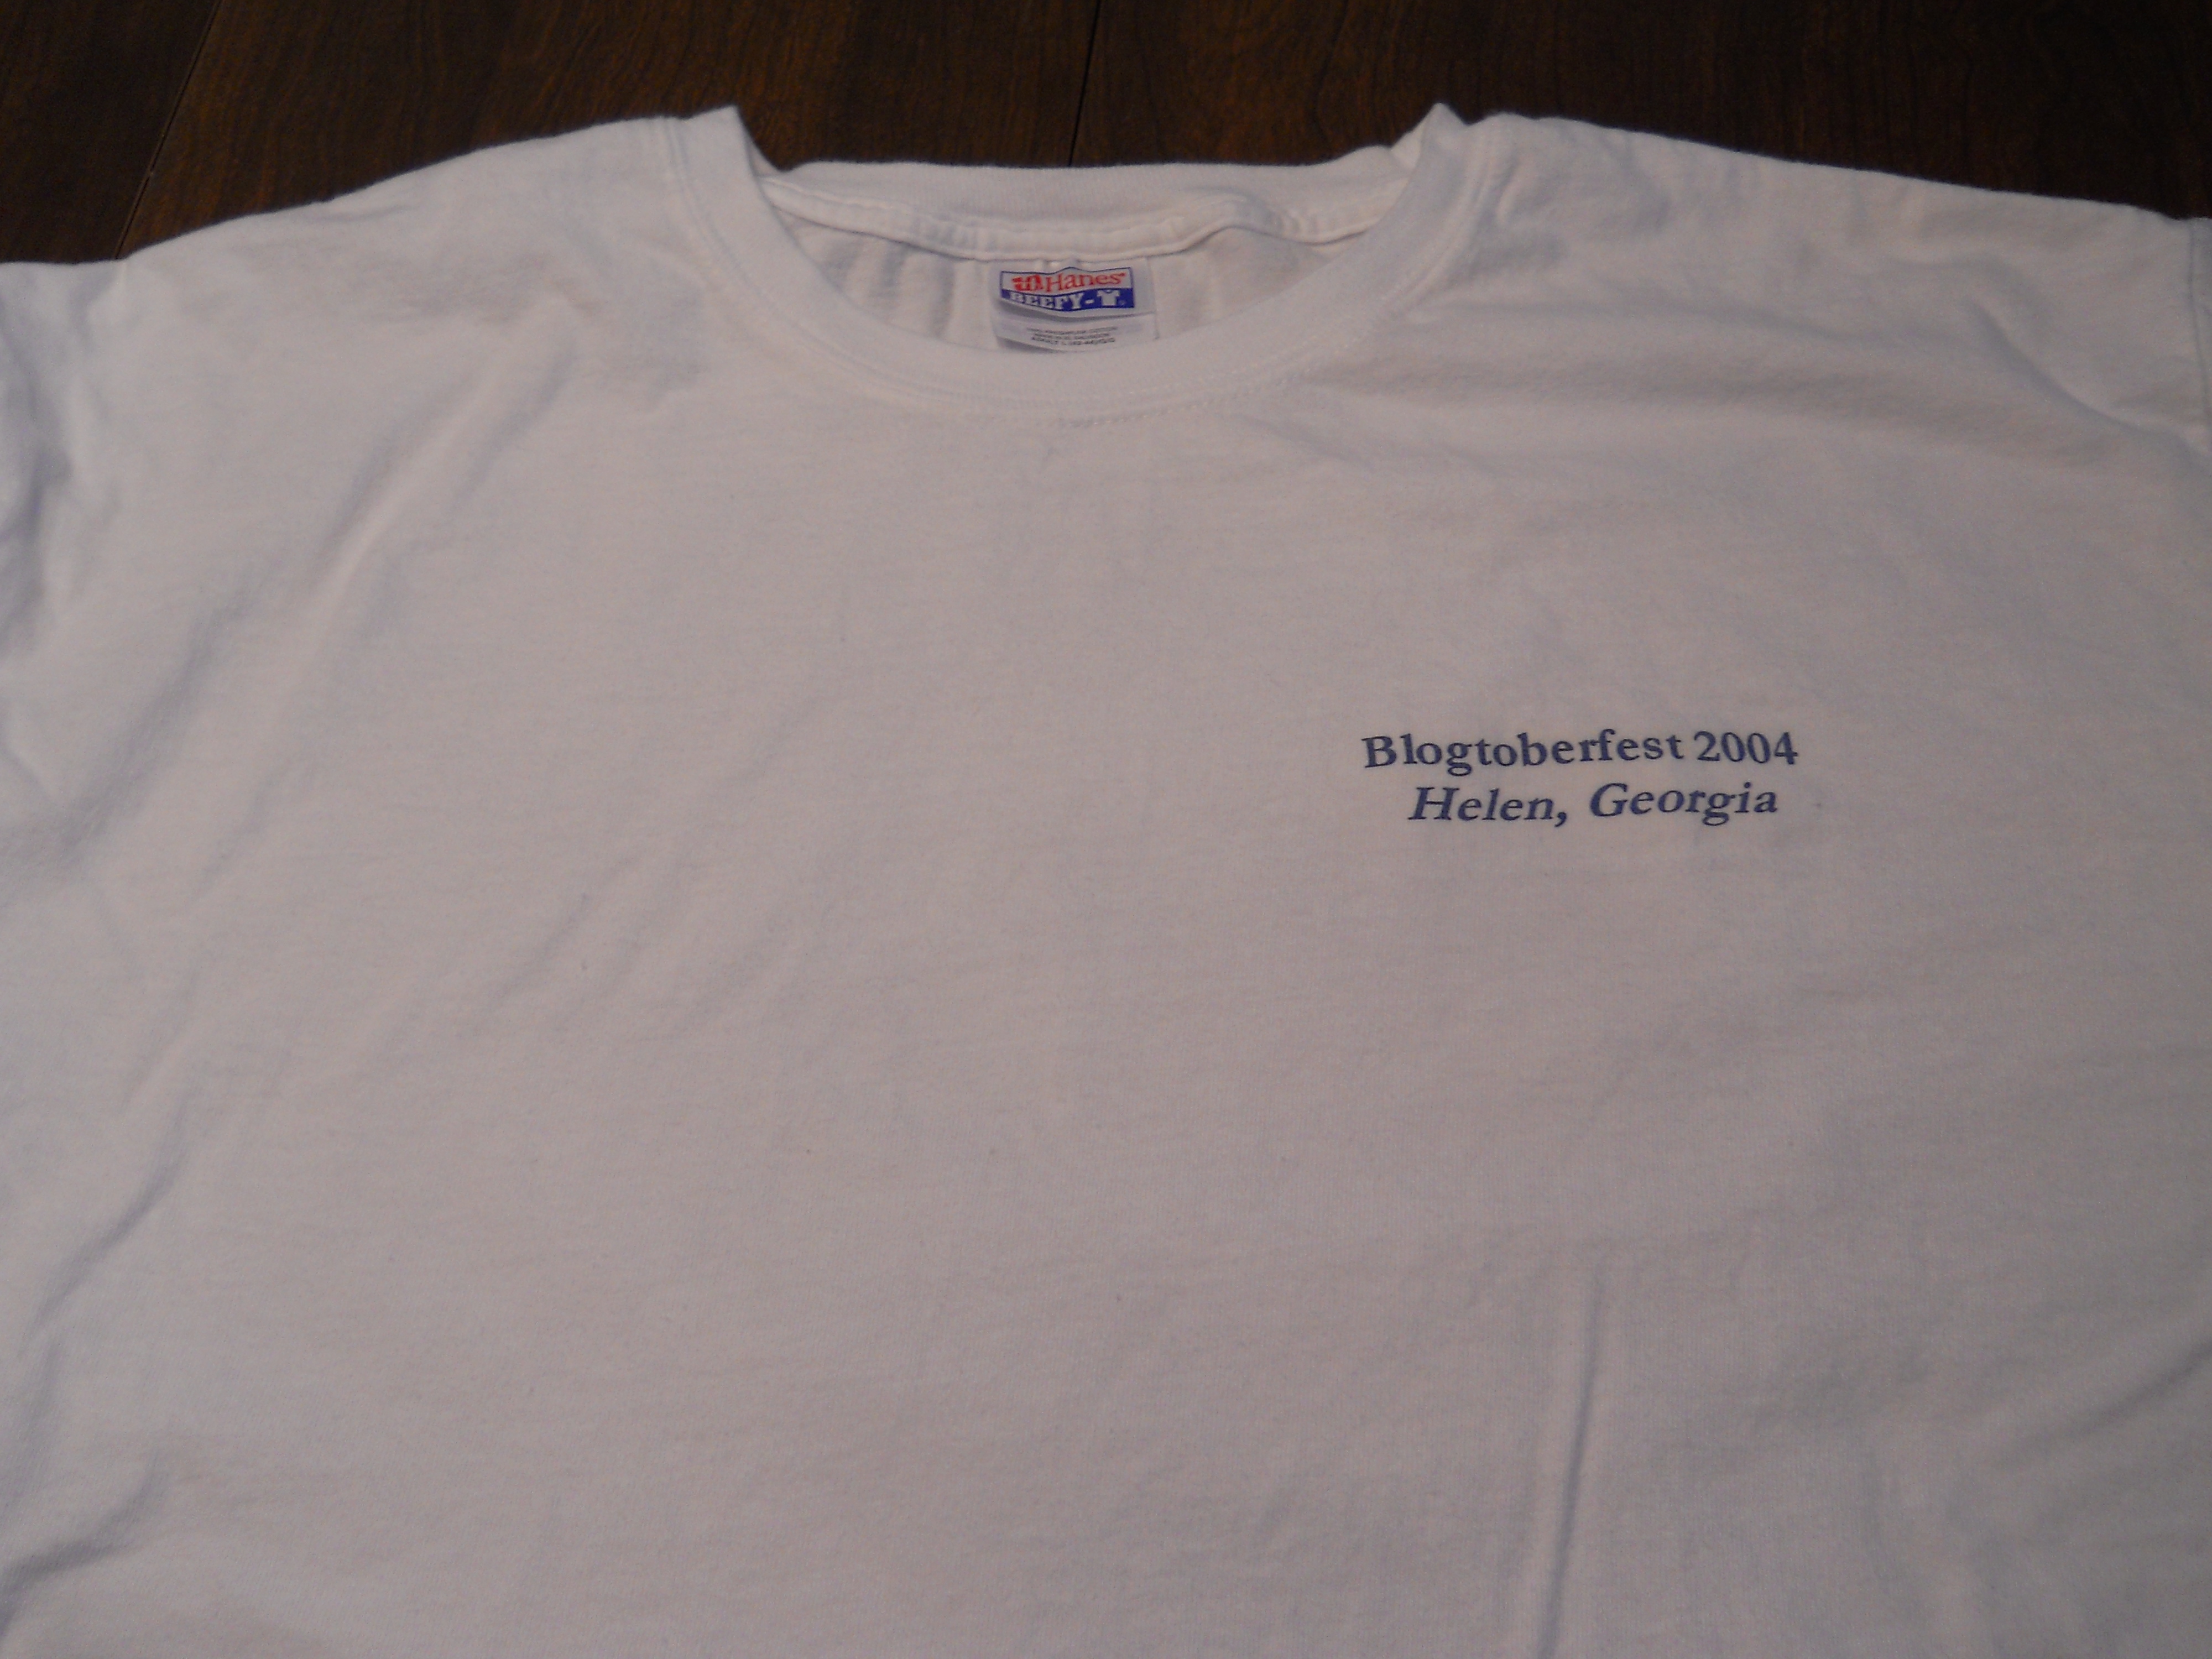 Hanes
BEEFY-T
Blogtoberfest 2004
Helen, Georgia